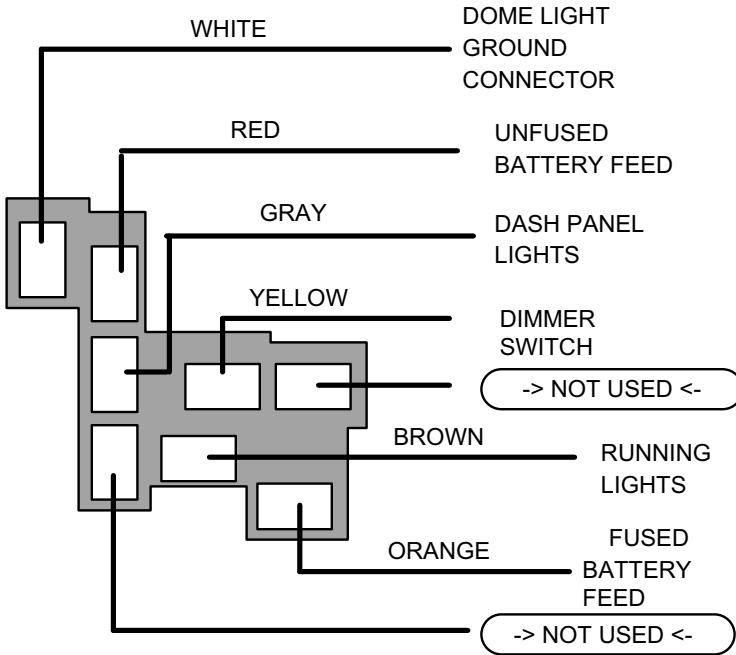 WHITE
DOME LIGHT
GROUND
CONNECTOR
RED
UNFUSED
BATTERY FEED
GRAY
DASH PANEL
LIGHTS
YELLOW
DIMMER
SWITCH
-> NOT USED <-
BROWN
RUNNING
LIGHTS
ORANGE
FUSED
BATTERY
FEED
-> NOT USED <-